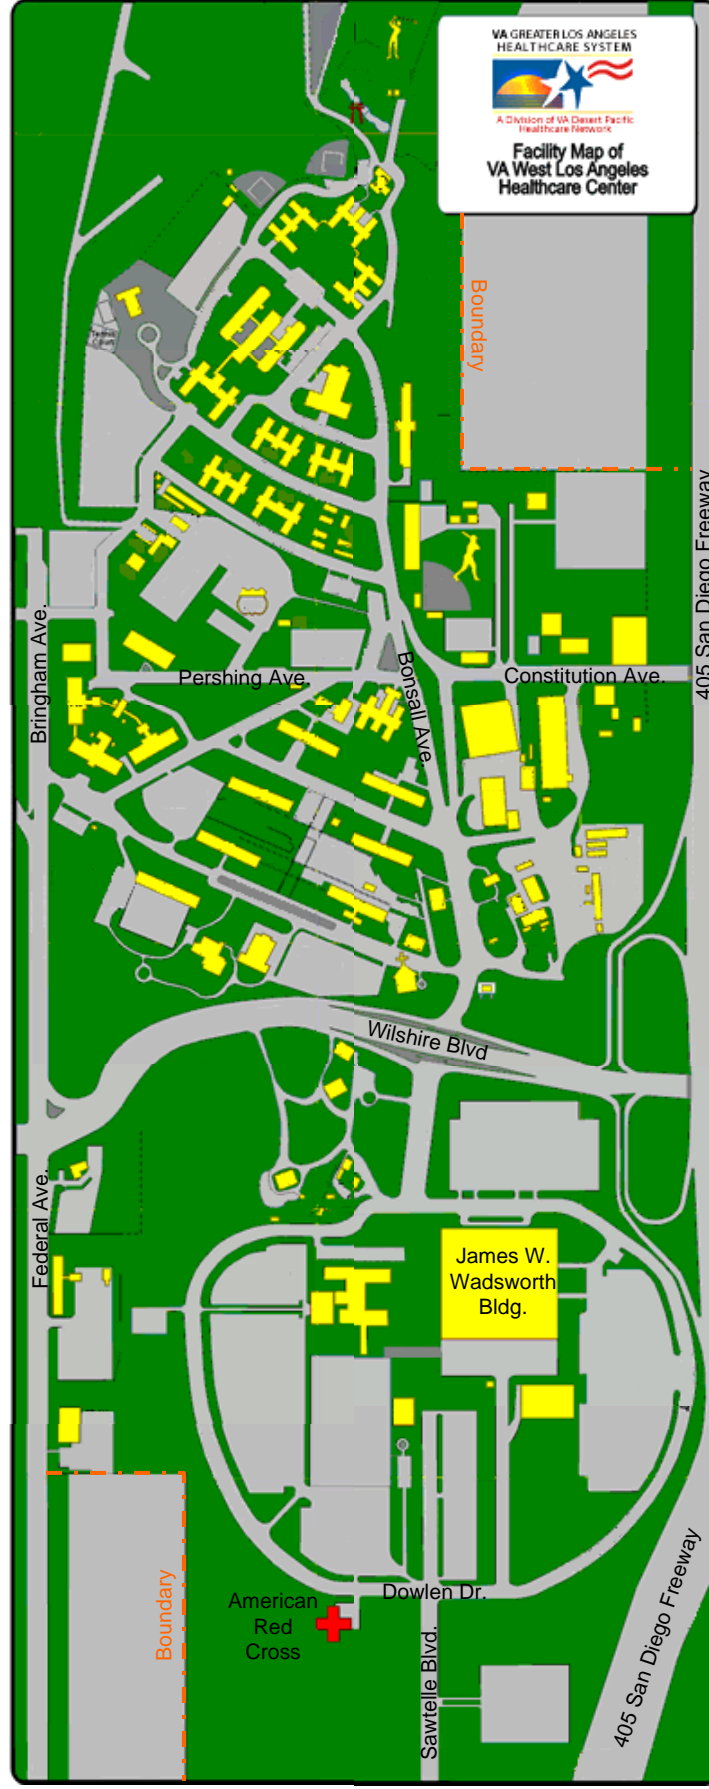 VA GREATER LOS ANGELES
HEALTHCARE SYSTEM
A Division of VA Desert Pacific
Healthcare Network
Facility Map of
VA West Los Angeles
Healthcare Center
Boundary
Tennis
Court
405 San Diego Freeway
Bringham Ave.
Pershing Ave.
Bonsall Ave.
Constitution Ave.
Wilshire Blvd
Federal Ave.
James W.
Wadsworth
Bldg.
Boundary
American
Red
Cross
Dowlen Dr.
Sawtelle Blvd.
405 San Diego Freeway